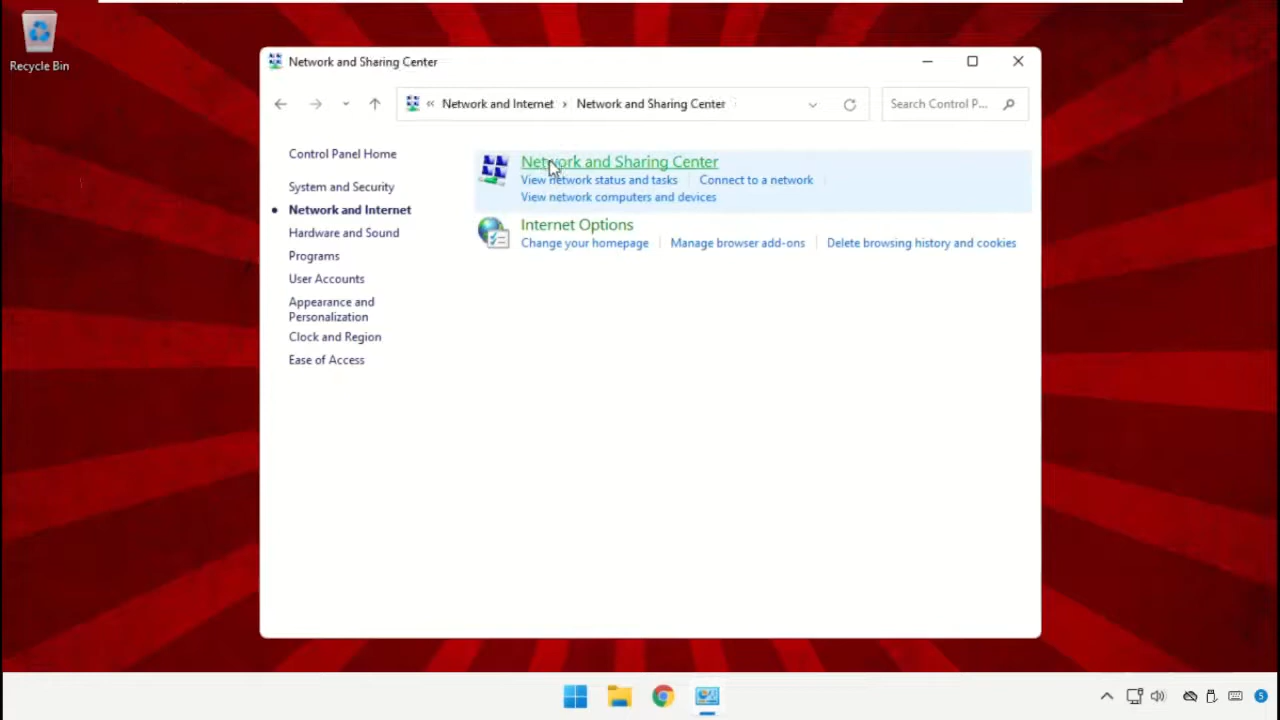 Recycle Bin
Network and Sharing Center
« Network and Internet › Network and Sharing Center
Search Control P...
Control Panel Home
System and Security
Network and Internet
Hardware and Sound
Programs
User Accounts
Appearance and
Personalization
Clock and Region
Ease of Access
Network and Sharing Center
View network status and tasks
Connect to a network
View network computers and devices
Internet Options
Change your homepage
Manage browser add-ons
Delete browsing history and cookies
5